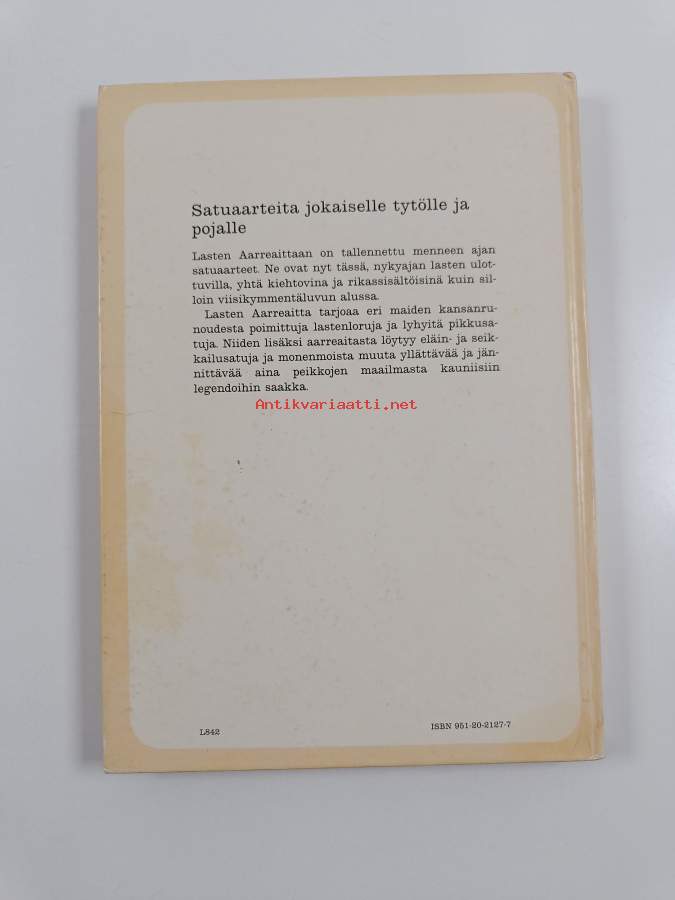 Satuaarteita jokaiselle tytölle ja
pojalle
Lasten Aarreaittaan on tallennettu menneen ajan
satuaarteet. Ne ovat nyt tässä, nykyajan lasten ulot-
tuvilla, yhtä kiehtovina ja rikassisältöisinä kuin sil-
loin viisikymmentäluvun alussa.
Lasten Aarreaitta tarjoaa eri maiden kansanru-
noudesta poimittuja lastenloruja ja lyhyitä pikkusa-
tuja. Niiden lisäksi aarreaitasta löytyy eläin- ja seik-
kailusatuja ja monenmoista muuta yllättävää ja jän-
nittävää aina peikkojen maailmasta kauniisiin
legendoihin saakka.
Antikvariaatti.net
L842
ISBN 951-20-2127-7